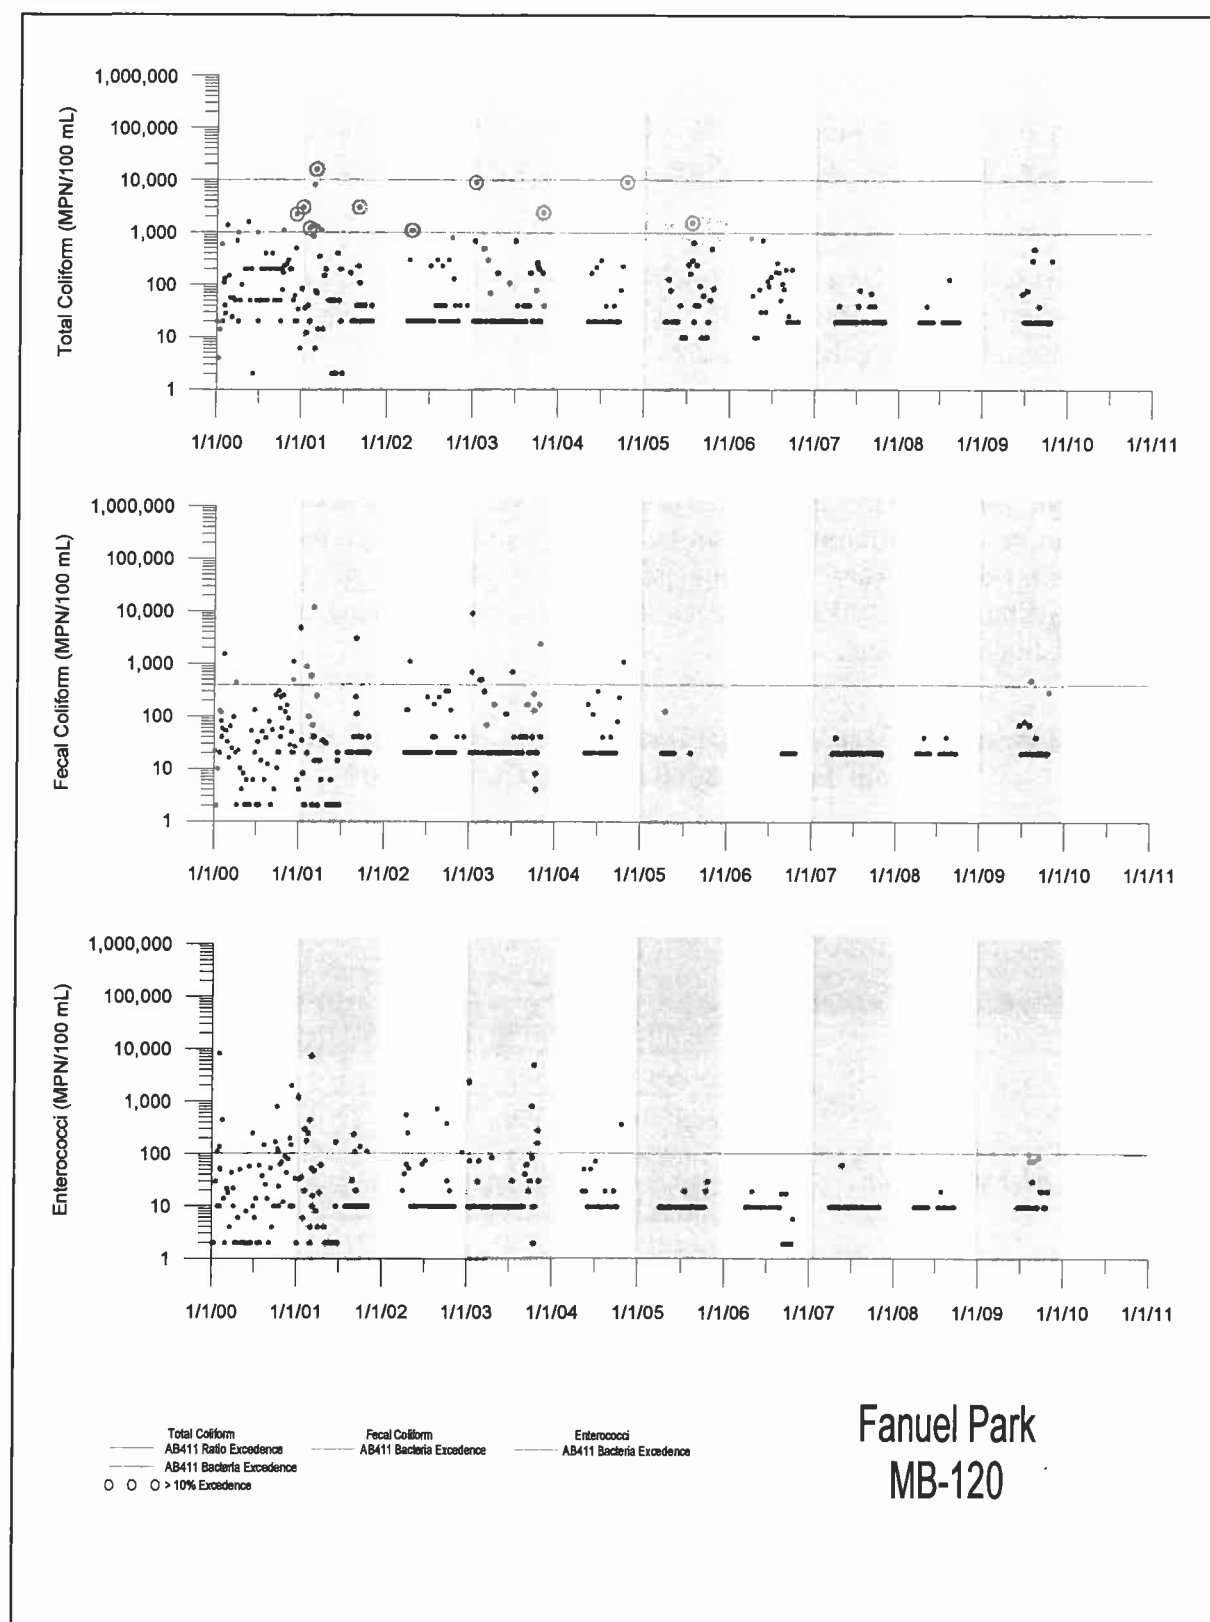 1,000,000
100,000
10,000
1,000
100
10
1
Total Coliform (MPN/100 mL)
1/1/00 1/1/01 1/1/02 1/1/03 1/1/04 1/1/05 1/1/06 1/1/07 1/1/08 1/1/09 1/1/10 1/1/11
1,000,000
100,000
10,000
1,000
100
10
1
Fecal Coliform (MPN/100 mL)
1/1/00 1/1/01 1/1/02 1/1/03 1/1/04 1/1/05 1/1/06 1/1/07 1/1/08 1/1/09 1/1/10 1/1/11
1,000,000
100,000
10,000
1,000
100
10
1
Enterococci (MPN/100 mL)
1/1/00 1/1/01 1/1/02 1/1/03 1/1/04 1/1/05 1/1/06 1/1/07 1/1/08 1/1/09 1/1/10 1/1/11
Total Coliform
AB411 Ratio Excedence
AB411 Bacteria Excedence
> 10% Excedence
Fecal Coliform
AB411 Bacteria Excedence
Enterococci
AB411 Bacteria Excedence
Fanuel Park
MB-120